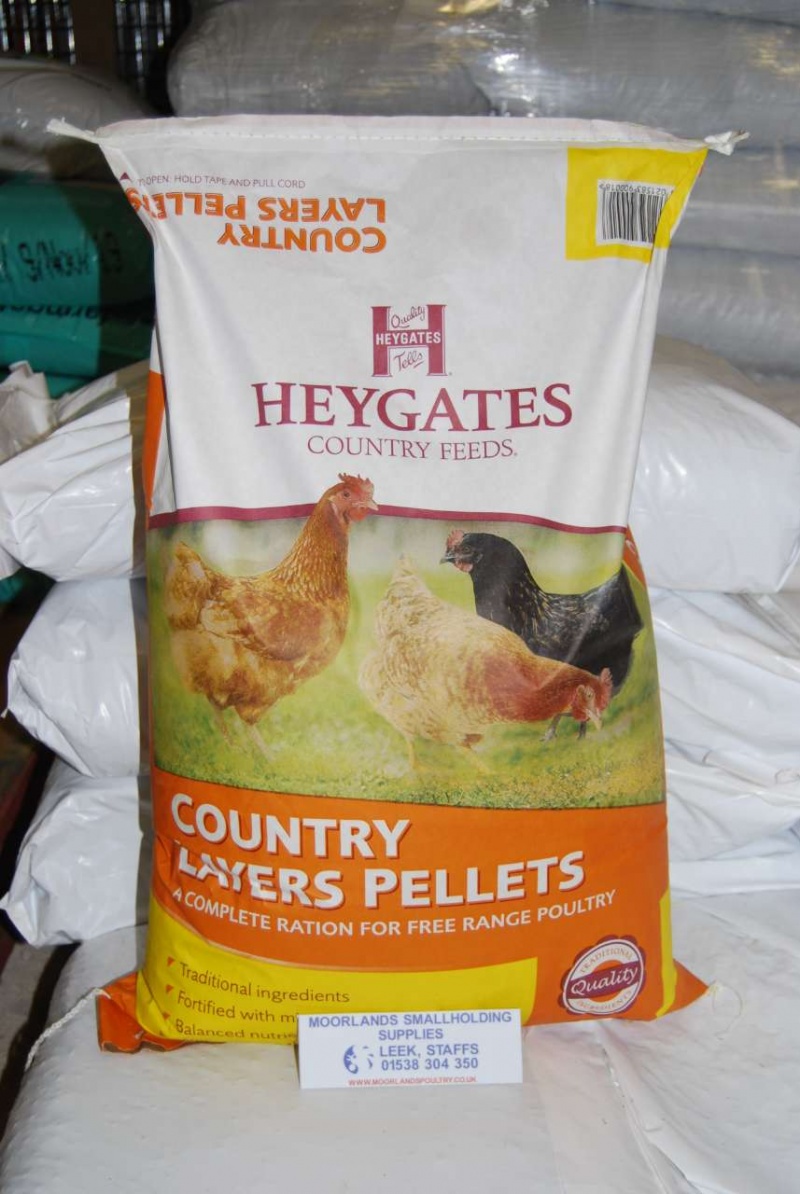 TO OPEN: HOLD TAPE AND PULL CORD
COUNTRY
LAYERS PELLETS
Quality
HEYGATES
Tells
HEYGATES
COUNTRY FEEDS
COUNTRY
LAYERS PELLETS
A COMPLETE RATION FOR FREE RANGE POULTRY
Traditional ingredients
Fortified with
Balanced
TRADITIONAL
Quality
INGREDIENTS
MOORLANDS SMALLHOLDING
SUPPLIES
LEEK, STAFFS
01538 304 350
WWW.MOORLANDSPOULTRY.CO.UK